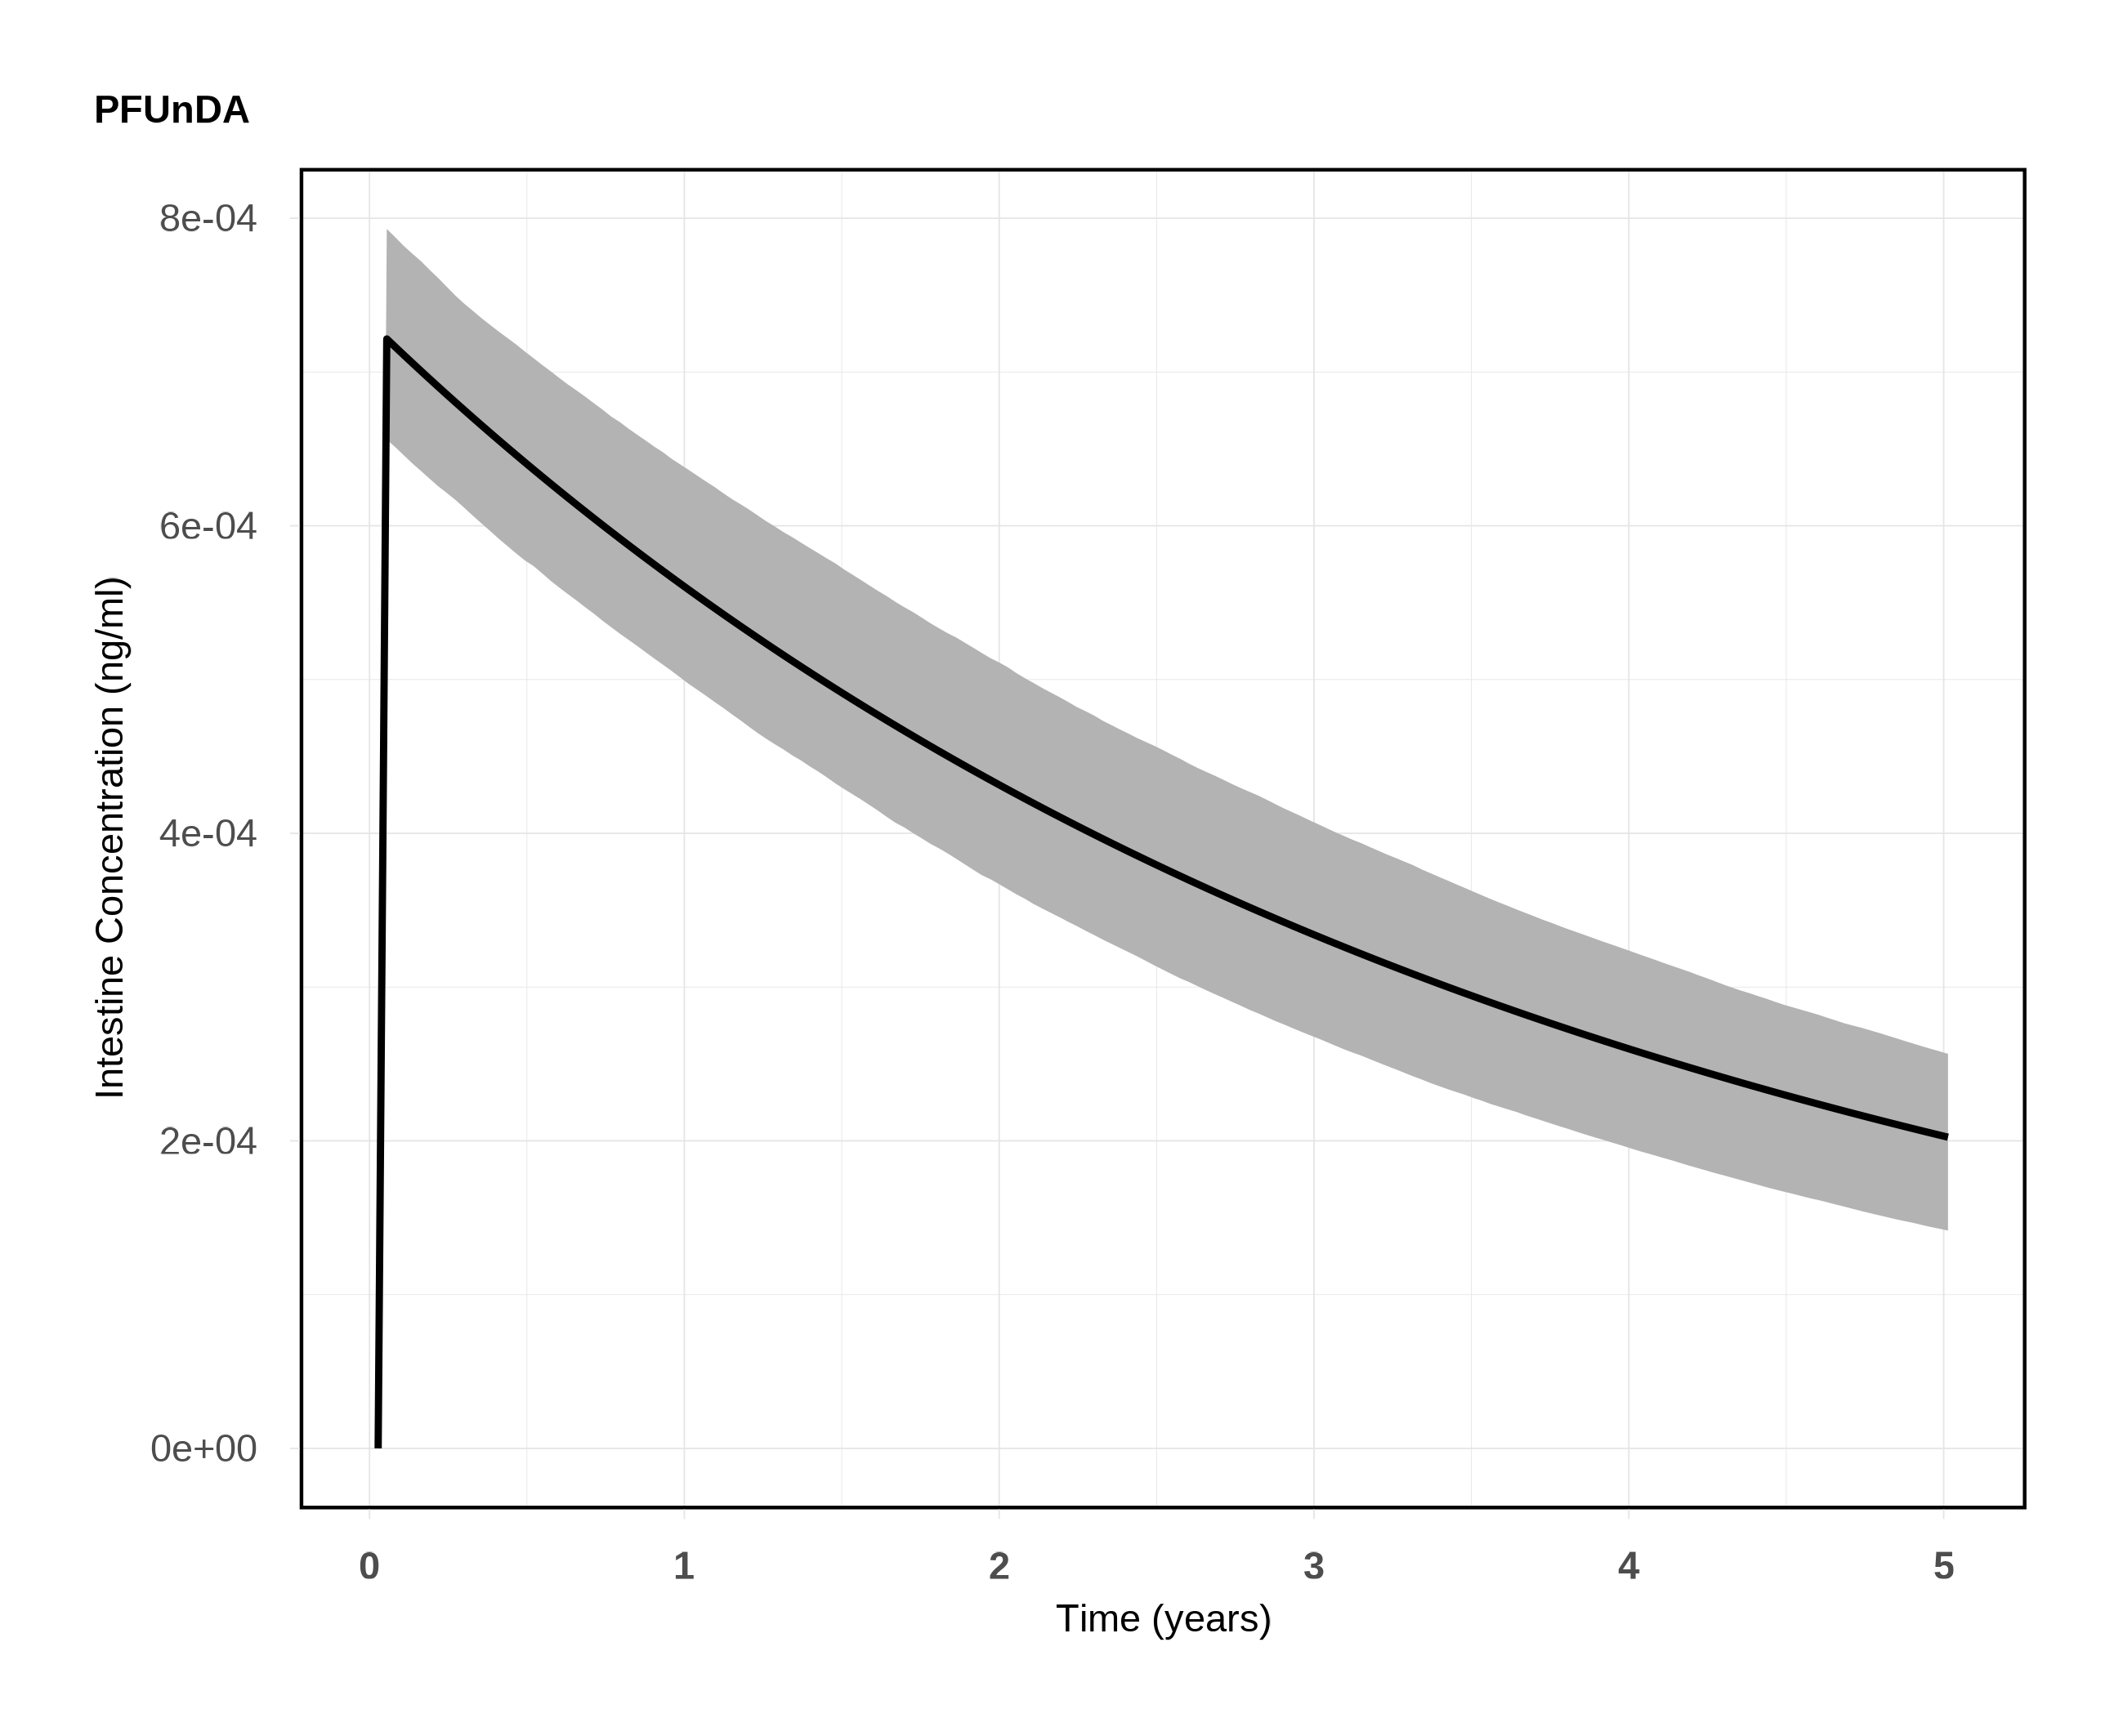 PFUnDA
Intestine Concentration (ng/ml)
8e-04
6e-04
4e-04
2e-04
0e+00
0 1 2 3 4 5
Time (years)